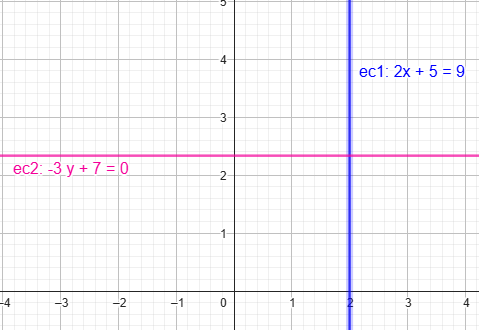 5
4
ec1: 2x + 5 = 9
3
ec2: -3 y + 7 = 0
2
1
–4 –3 –2 –1 0 1 2 3 4